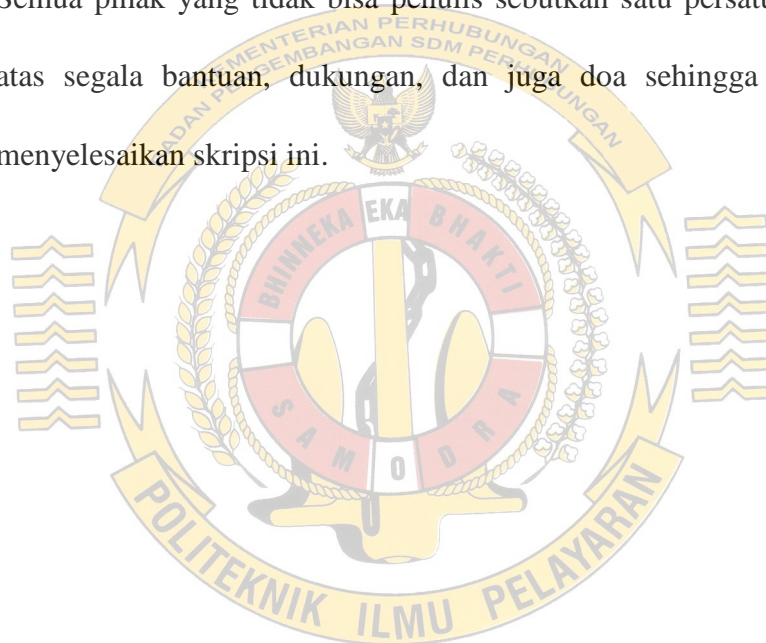 Semua pihak yang tidak bisa penulis sebutkan satu persatu
atas segala bantuan, dukungan, dan juga doa sehingga
menyelesaikan skripsi ini.
KEMENTERIAN PERHUBUNGAN
BADAN PENGEMBANGAN SDM PERHUBUNGAN
BHINNEKA EKA BHAKTI
SAMODRA
POLITEKNIK ILMU PELAYARAN